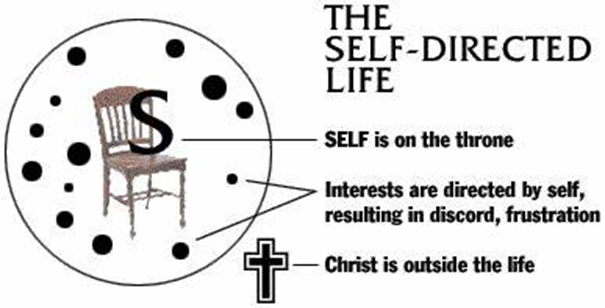 THE
SELF-DIRECTED
LIFE
S
SELF is on the throne
Interests are directed by self,
resulting in discord, frustration
Christ is outside the life